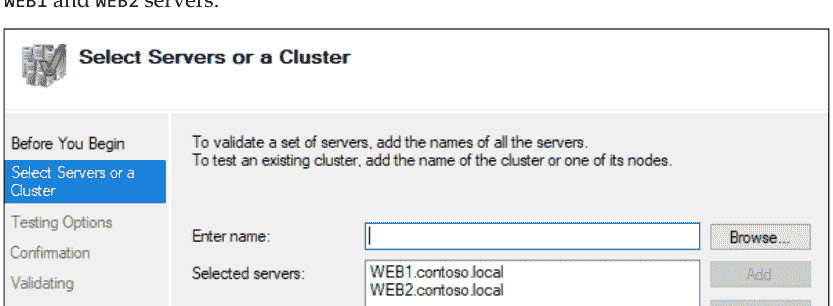 WEB1 and WEB2 servers.
Select Servers or a Cluster
Before You Begin
Select Servers or a
Cluster
Testing Options
Confirmation
Validating
To validate a set of servers, add the names of all the servers.
To test an existing cluster, add the name of the cluster or one of its nodes.
Enter name:
Browse...
Selected servers:
WEB1.contoso.local
WEB2.contoso.local
Add